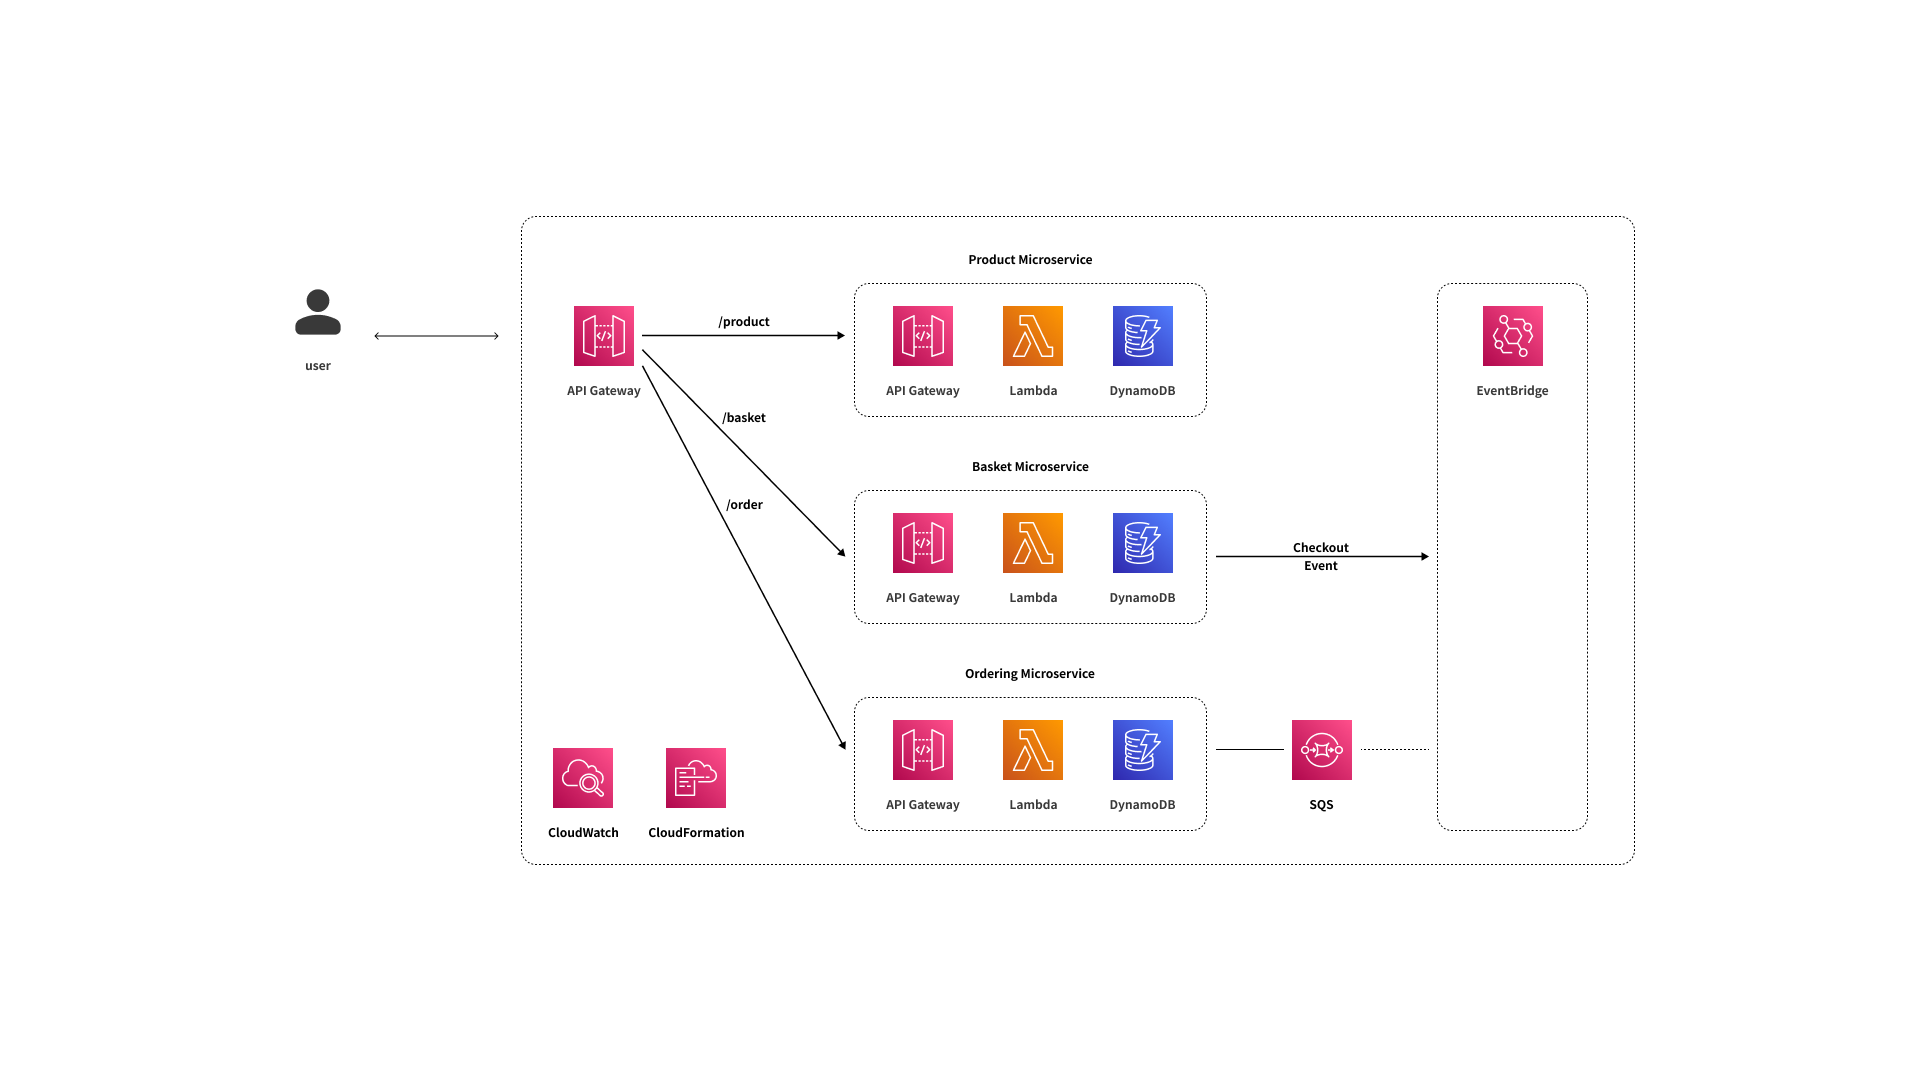 Product Microservice
user
API Gateway
/product
API Gateway
Lambda
DynamoDB
EventBridge
/basket
Basket Microservice
/order
API Gateway
Lambda
DynamoDB
Checkout
Event
Ordering Microservice
API Gateway
Lambda
DynamoDB
SQS
CloudWatch
CloudFormation